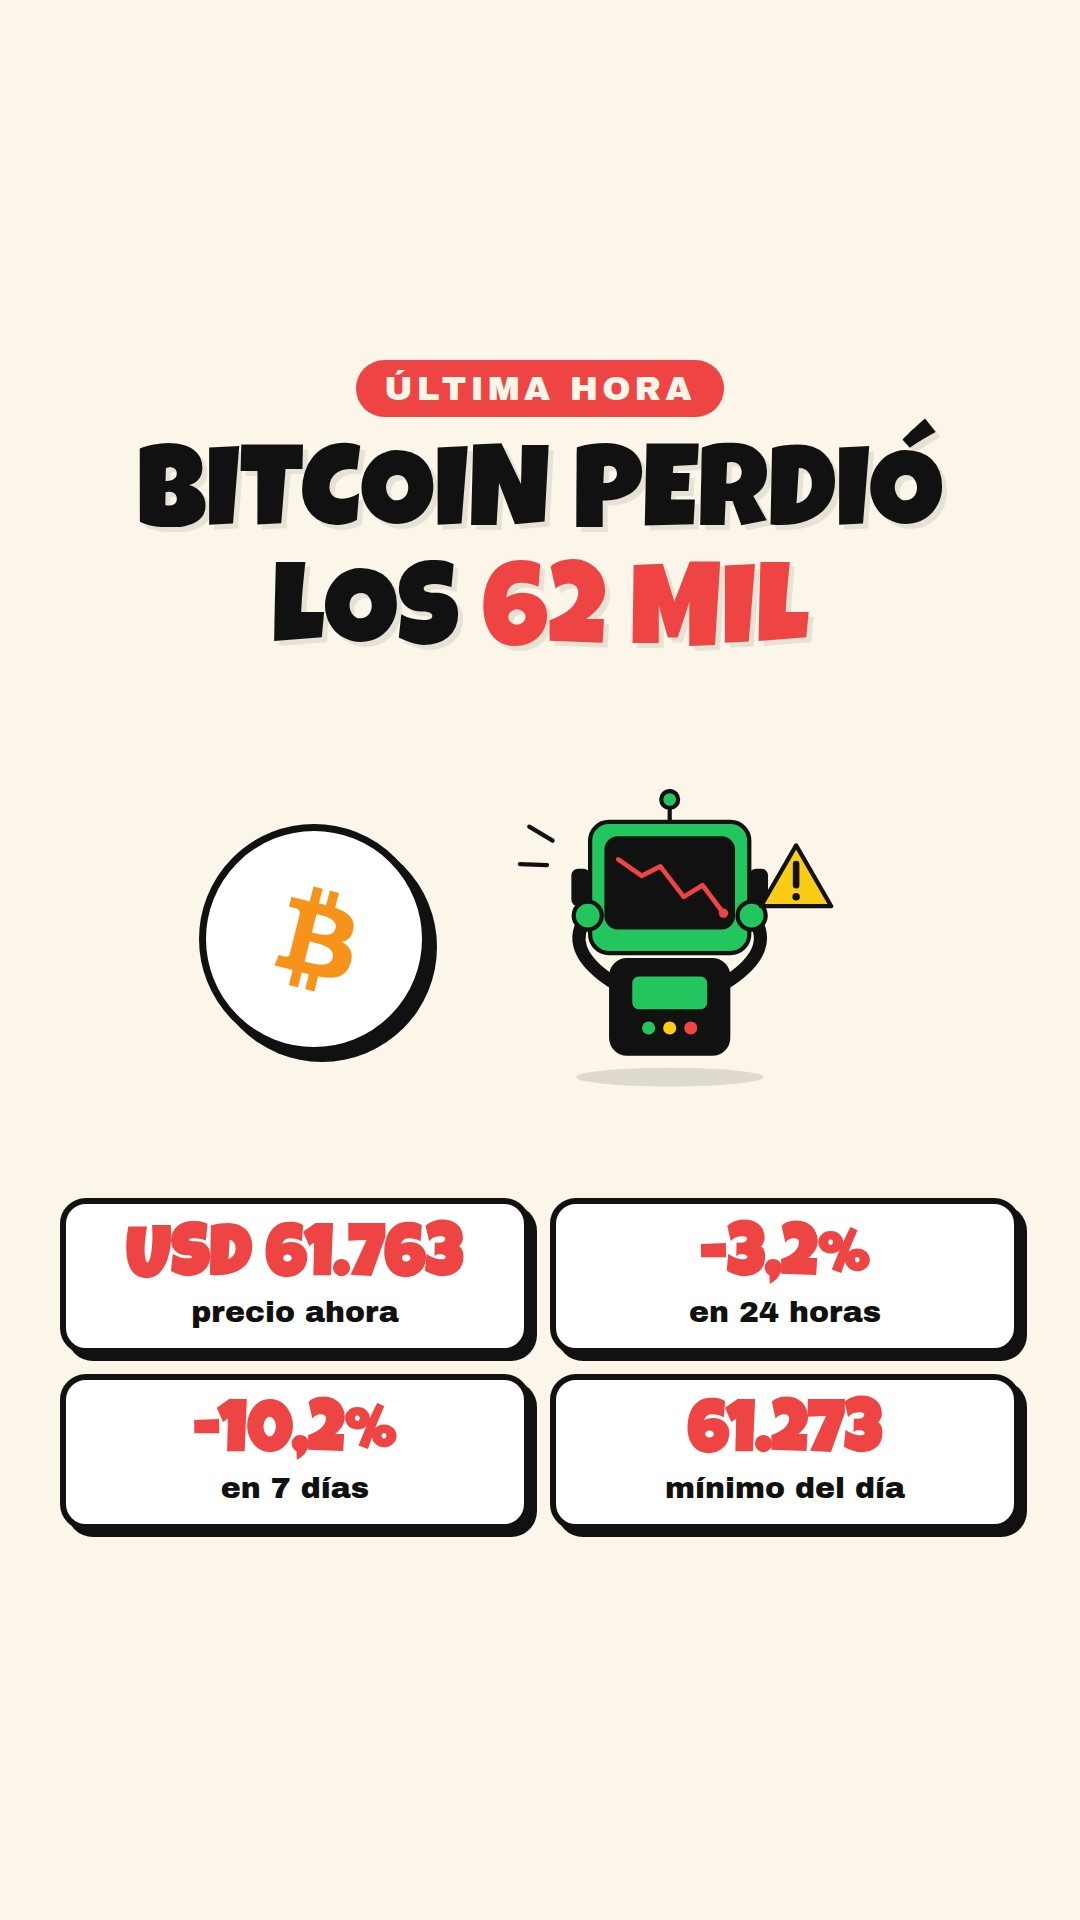 ÚLTIMA HORA
BITCOIN PERDIÓ
LOS 62 MIL
USD 61.763
precio ahora
-3,2%
en 24 horas
-10,2%
en 7 días
61.273
mínimo del día